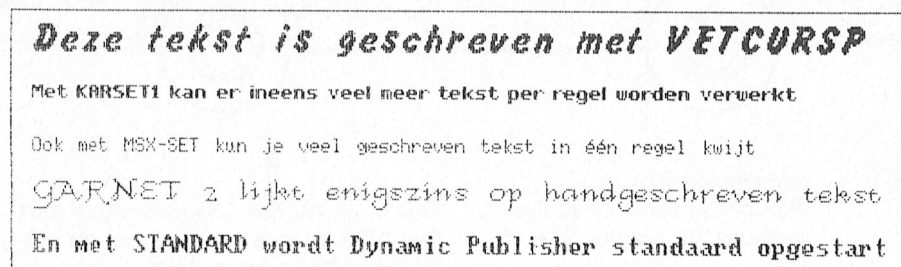 Deze tekst is geschreven met VETCURSP
Met KARSET1 kan er ineens veel meer tekst per regel worden verwerkt
Ook met MSX-SET kun je veel geschreven tekst in één regel kwijt
GARNET 2 lijkt enigszins op handgeschreven tekst
En met STANDARD wordt Dynamic Publisher standaard opgestart